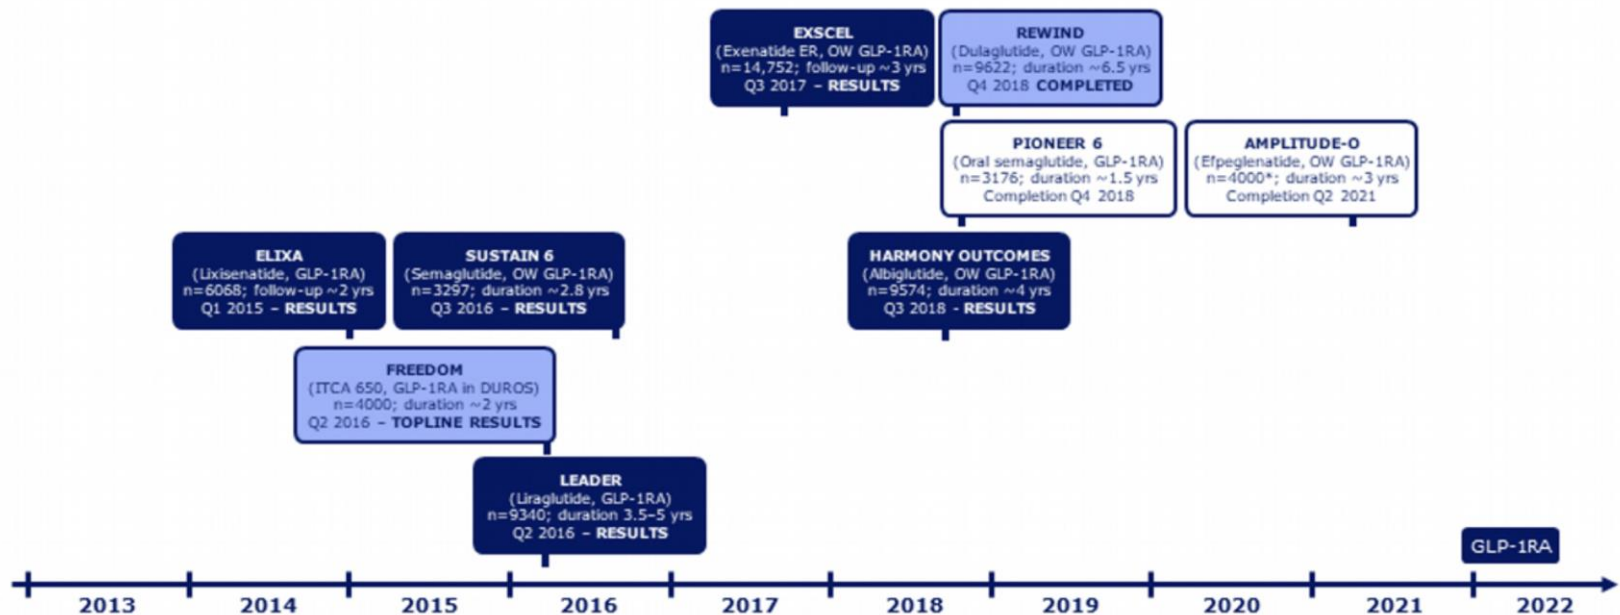 EXSCEL
(Exenatide ER, OW GLP-1RA)
n=14,752; follow-up ~3 yrs
Q3 2017 – RESULTS
REWIND
(Dulaglutide, OW GLP-1RA)
n=9622; duration ~6.5 yrs
Q4 2018 COMPLETED
PIONEER 6
(Oral semaglutide, GLP-1RA)
n=3176; duration ~1.5 yrs
Completion Q4 2018
AMPLITUDE-O
(Efpeglenatide, OW GLP-1RA)
n=4000*; duration ~3 yrs
Completion Q2 2021
ELIXA
(Lixisenatide, GLP-1RA)
n=6068; follow-up ~2 yrs
Q1 2015 – RESULTS
SUSTAIN 6
(Semaglutide, OW GLP-1RA)
n=3297; duration ~2.8 yrs
Q3 2016 – RESULTS
HARMONY OUTCOMES
(Albiglutide, OW GLP-1RA)
n=9574; duration ~4 yrs
Q3 2018 - RESULTS
FREEDOM
(ITCA 650, GLP-1RA in DUROS)
n=4000; duration ~2 yrs
Q2 2016 – TOPLINE RESULTS
LEADER
(Liraglutide, GLP-1RA)
n=9340; duration 3.5–5 yrs
Q2 2016 – RESULTS
GLP-1RA
2013 2014 2015 2016 2017 2018 2019 2020 2021 2022